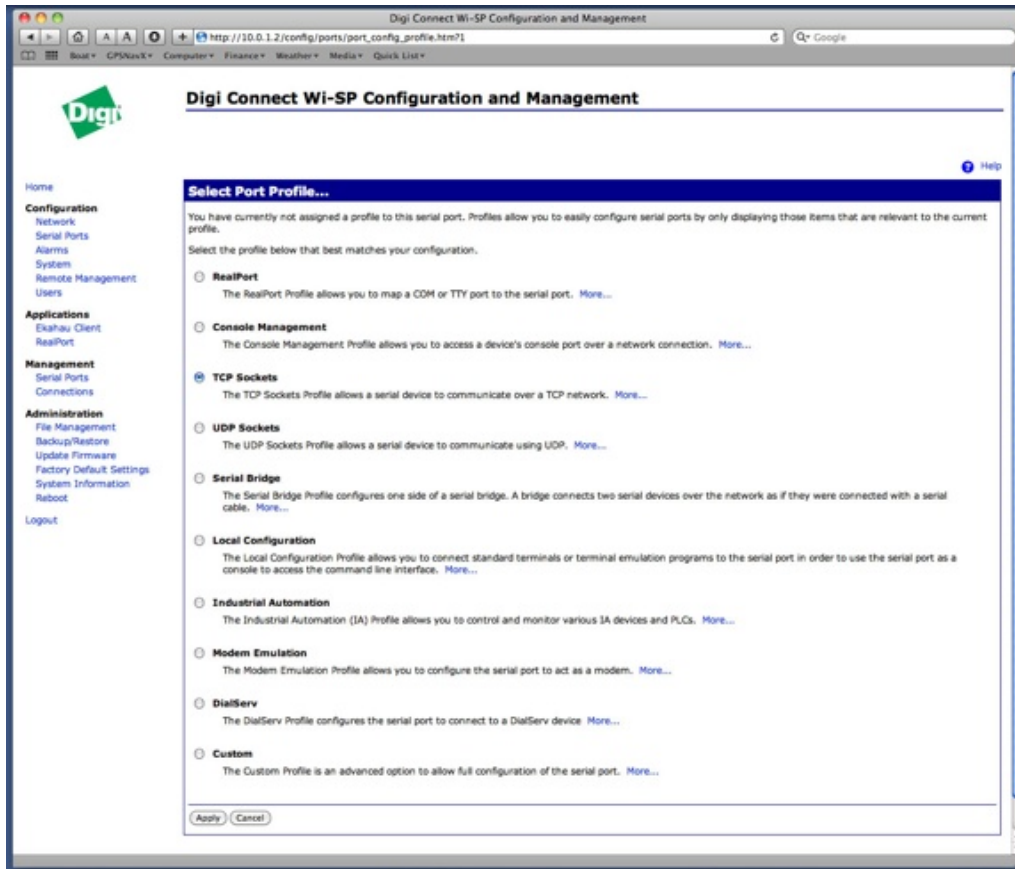 Digi Connect Wi-SP Configuration and Management
A A
http://10.0.1.2/config/ports/port_config_profile.htm?1
Google
Boat GPSNavX Computer Finance Weather Media Quick List
Digi
Digi Connect Wi-SP Configuration and Management
Help
Home
Configuration
Network
Serial Ports
Alarms
System
Remote Management
Users
Applications
Ekahau Client
RealPort
Management
Serial Ports
Connections
Administration
File Management
Backup/Restore
Update Firmware
Factory Default Settings
System Information
Reboot
Logout
Select Port Profile...
You have currently not assigned a profile to this serial port. Profiles allow you to easily configure serial ports by only displaying those items that are relevant to the current
profile.
Select the profile below that best matches your configuration.
RealPort
The RealPort Profile allows you to map a COM or TTY port to the serial port. More...
Console Management
The Console Management Profile allows you to access a device's console port over a network connection. More...
TCP Sockets
The TCP Sockets Profile allows a serial device to communicate over a TCP network. More...
UDP Sockets
The UDP Sockets Profile allows a serial device to communicate using UDP. More...
Serial Bridge
The Serial Bridge Profile configures one side of a serial bridge. A bridge connects two serial devices over the network as if they were connected with a serial
cable. More...
Local Configuration
The Local Configuration Profile allows you to connect standard terminals or terminal emulation programs to the serial port in order to use the serial port as a
console to access the command line interface. More...
Industrial Automation
The Industrial Automation (IA) Profile allows you to control and monitor various IA devices and PLCs. More...
Modem Emulation
The Modem Emulation Profile allows you to configure the serial port to act as a modem. More...
DialServ
The DialServ Profile configures the serial port to connect to a DialServ device More...
Custom
The Custom Profile is an advanced option to allow full configuration of the serial port. More...
Apply Cancel